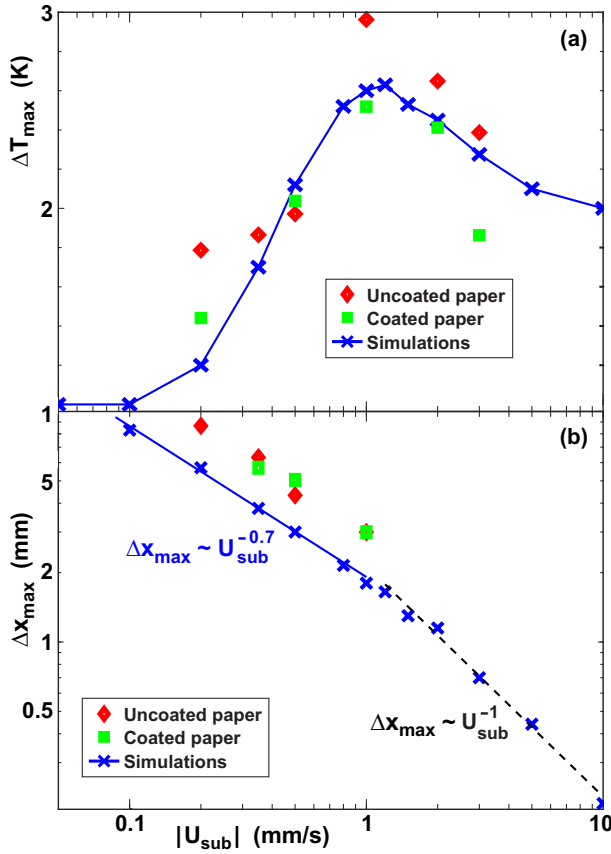 3
(a)
ΔT_max (K)
2
Uncoated paper
Coated paper
Simulations
1
(b)
5
Δx_max ~ U_sub^-0.7
2
Δx_max (mm)
1
0.5
Uncoated paper
Coated paper
Simulations
Δx_max ~ U_sub^-1
0.1
1
10
|U_sub| (mm/s)